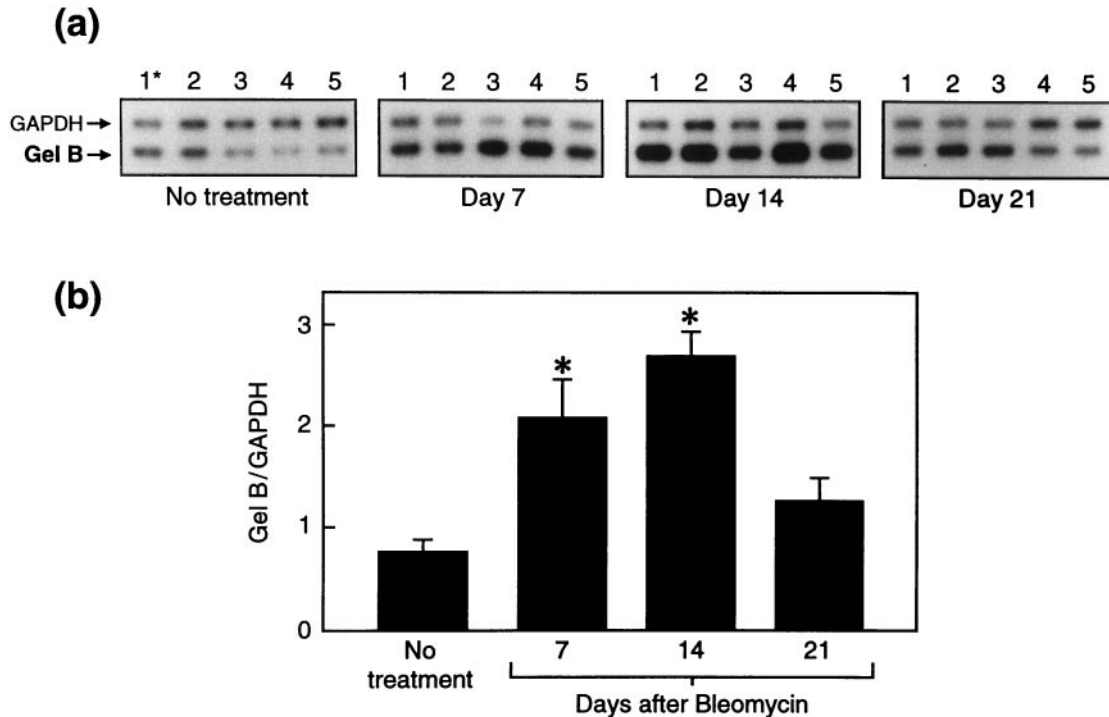 (a)
1* 2 3 4 5 1 2 3 4 5 1 2 3 4 5 1 2 3 4 5
GAPDH→
Gel B→
No treatment Day 7 Day 14 Day 21
(b)
Gel B/GAPDH
3
2
1
0
*
*
No treatment
7 14 21
Days after Bleomycin